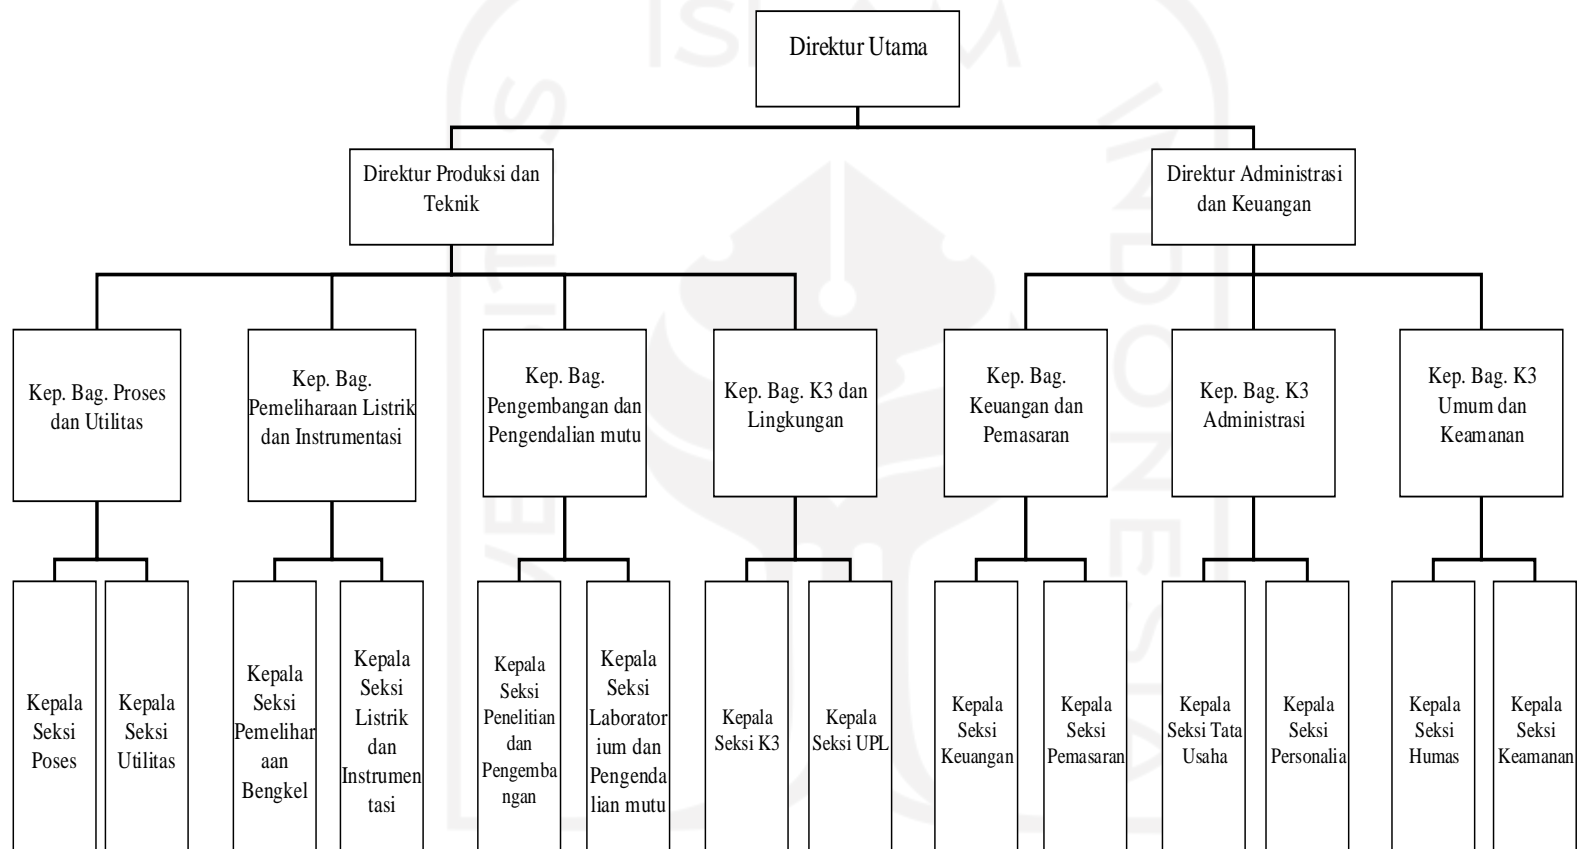 Direktur Utama
Direktur Produksi dan
Teknik
Direktur Administrasi
dan Keuangan
Kep. Bag. Proses
dan Utilitas
Kep. Bag.
Pemeliharaan Listrik
dan Instrumentasi
Kep. Bag.
Pengembangan dan
Pengendalian mutu
Kep. Bag. K3 dan
Lingkungan
Kep. Bag.
Keuangan dan
Pemasaran
Kep. Bag. K3
Administrasi
Kep. Bag. K3
Umum dan
Keamanan
Kepala
Seksi
Poses
Kepala
Seksi
Utilitas
Kepala
Seksi
Pemelihar
aan
Bengkel
Kepala
Seksi
Listrik
dan
Instrumen
tasi
Kepala
Seksi
Penelitian
dan
Pengemba
ngan
Kepala
Seksi
Laborator
ium dan
Pengenda
lian mutu
Kepala
Seksi K3
Kepala
Seksi UPL
Kepala
Seksi
Keuangan
Kepala
Seksi
Pemasaran
Kepala
Seksi Tata
Usaha
Kepala
Seksi
Personalia
Kepala
Seksi
Humas
Kepala
Seksi
Keamanan
ISLAM
INDONESIA